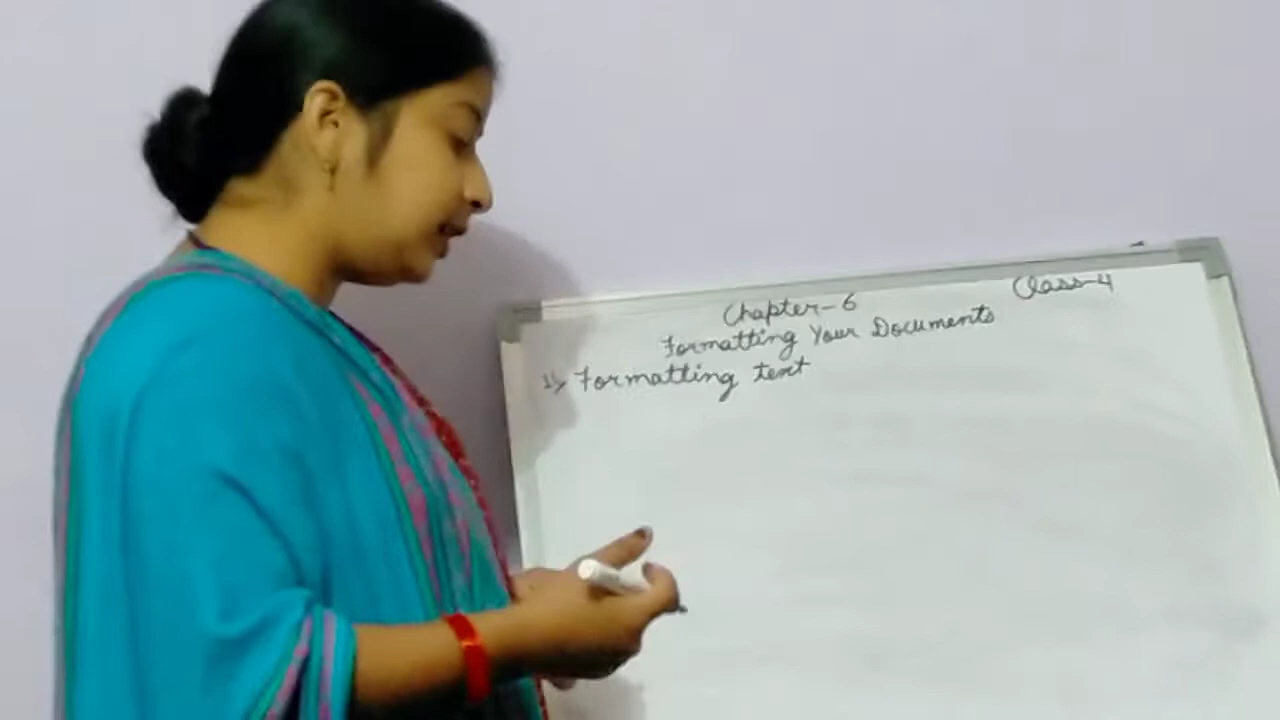 Chapter-6
Class-4
Formatting Your Documents
1) Formatting text